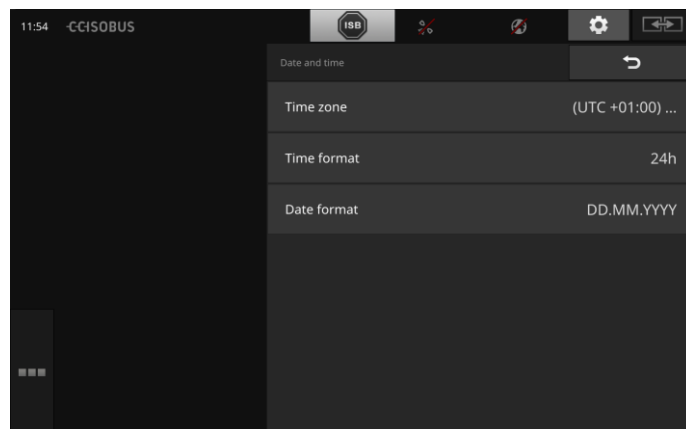 11:54 CCISOBUS ISB
Date and time
Time zone (UTC +01:00) ...
Time format 24h
Date format DD.MM.YYYY